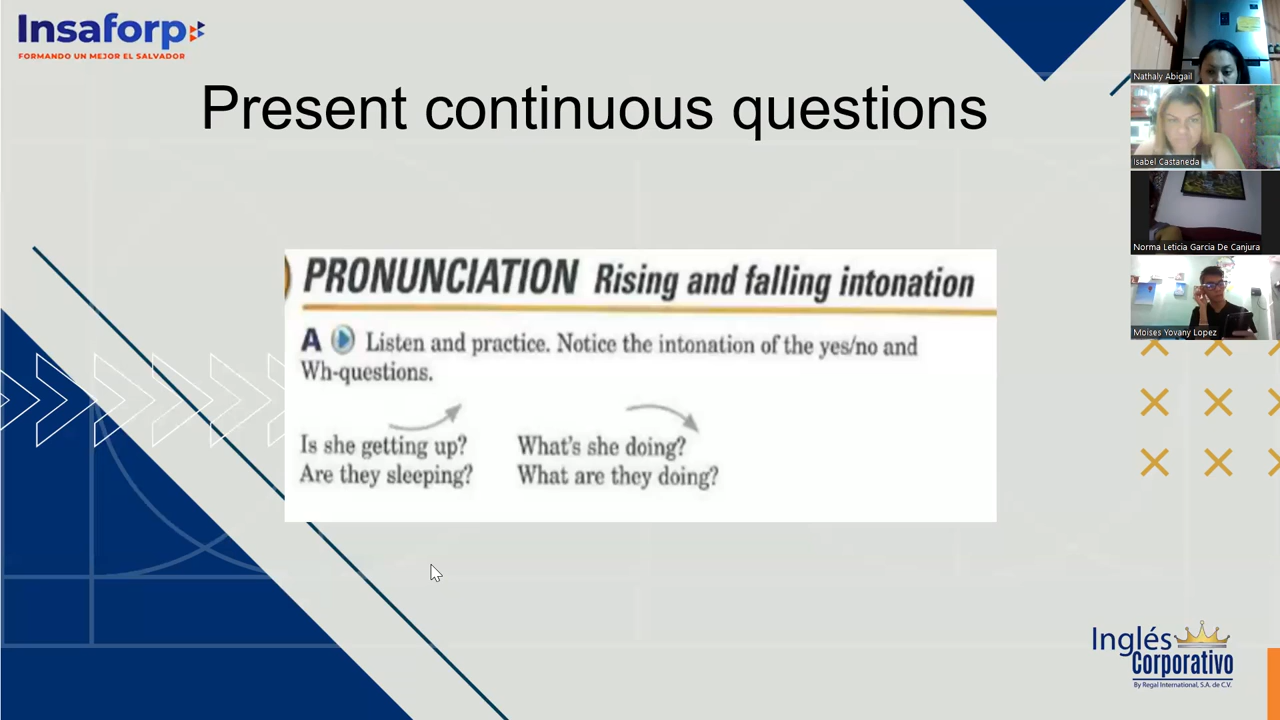 Insaforp
FORMANDO UN MEJOR EL SALVADOR
Present continuous questions
PRONUNCIATION Rising and falling intonation
A Listen and practice. Notice the intonation of the yes/no and
Wh-questions.
Is she getting up? What's she doing?
Are they sleeping? What are they doing?
Nathaly Abigail
Isabel Castaneda
Norma Leticia Garcia De Canjura
Moises Yovany Lopez
Inglés
Corporativo
By Regal International, S.A. de C.V.